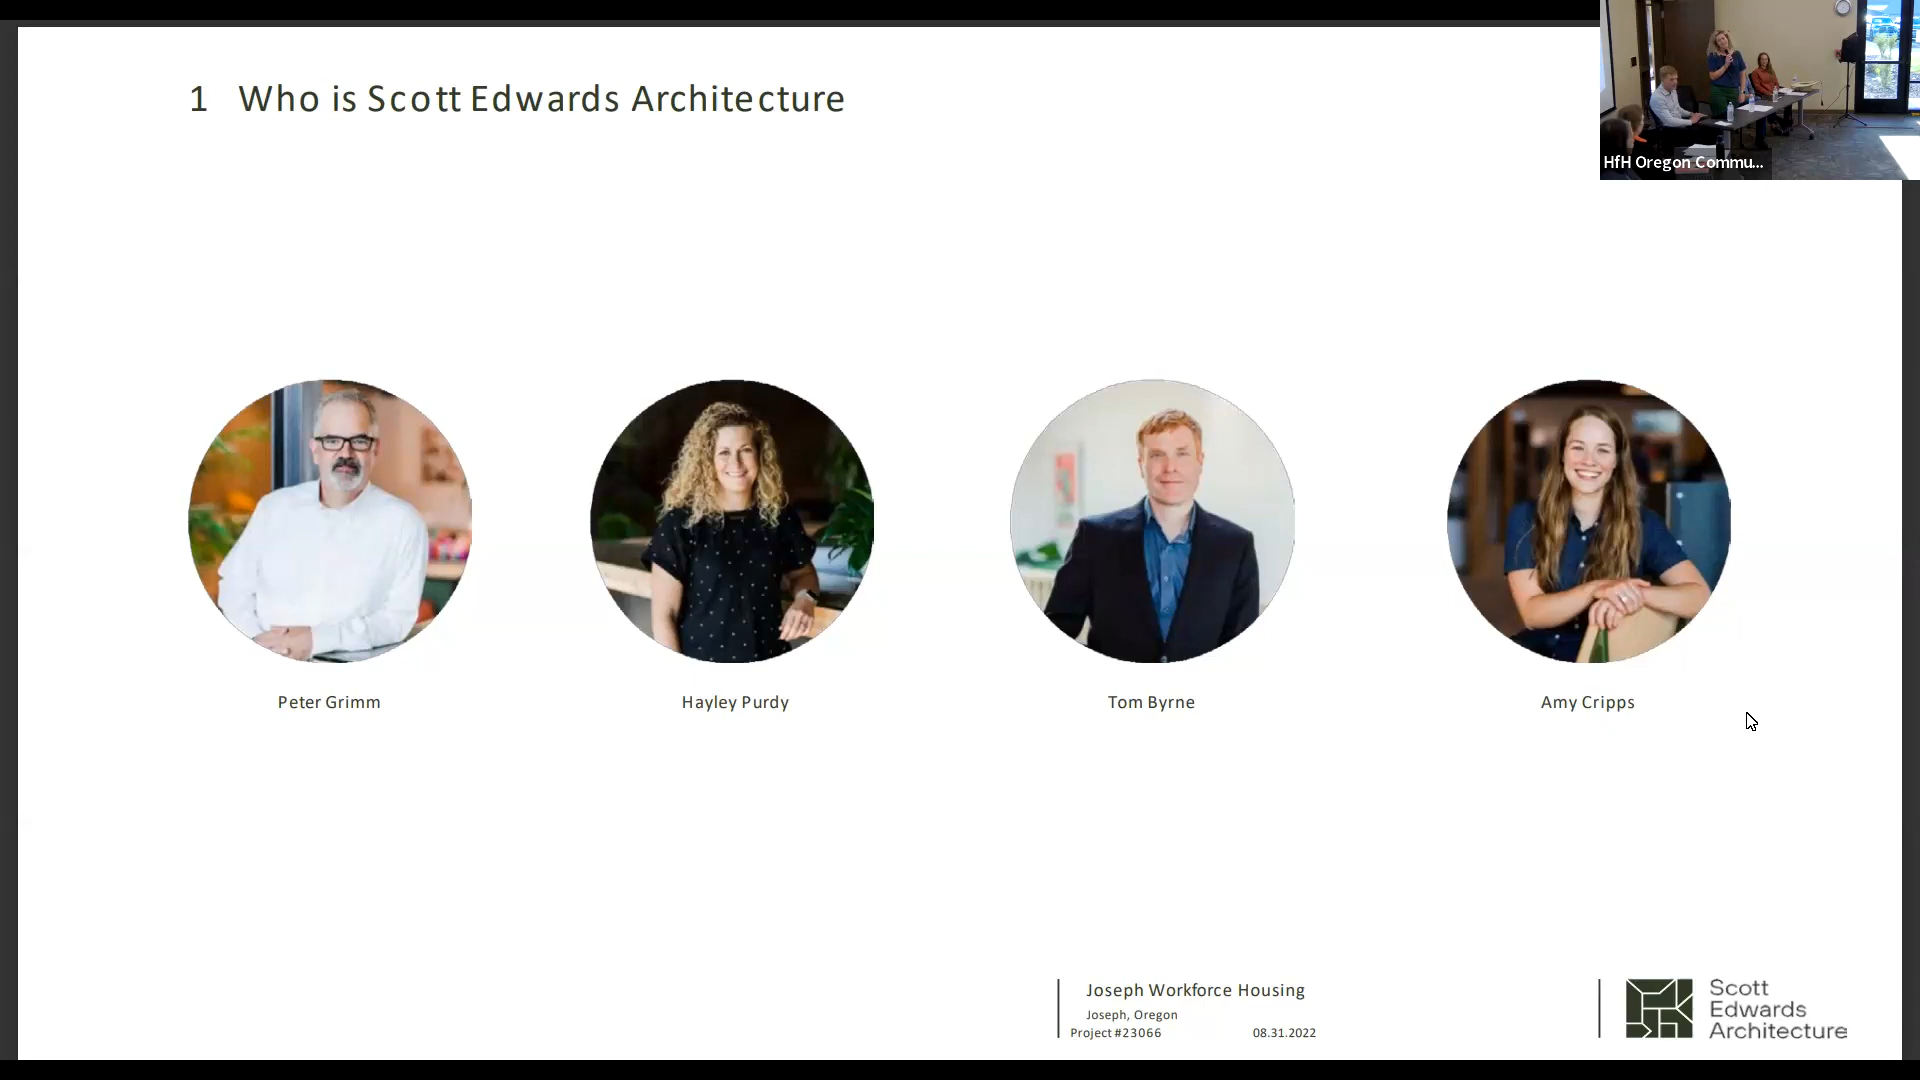 1 Who is Scott Edwards Architecture
HfH Oregon Commu...
Peter Grimm
Hayley Purdy
Tom Byrne
Amy Cripps
Joseph Workforce Housing
Joseph, Oregon
Project #23066 08.31.2022
Scott
Edwards
Architecture